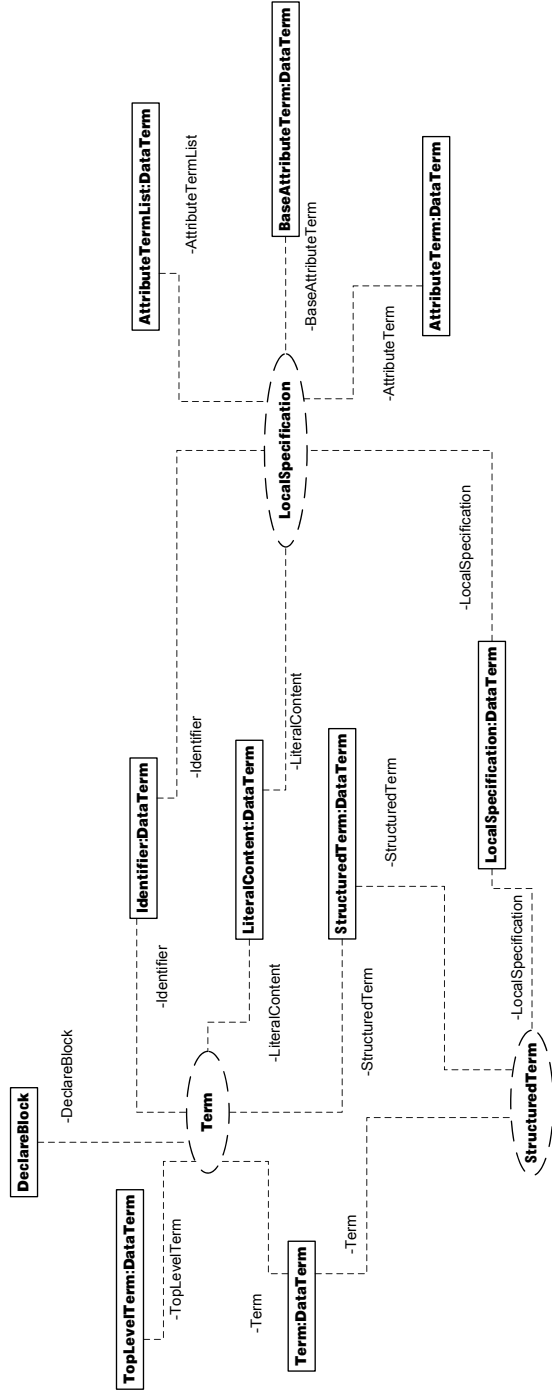 DeclareBlock
-DeclareBlock
TopLevelTerm:DataTerm
-TopLevelTerm
Term
-Identifier
Identifier:DataTerm
-Identifier
AttributeTermList:DataTerm
-AttributeTermList
-LiteralContent
LiteralContent:DataTerm
-LiteralContent
LocalSpecification
-BaseAttributeTerm
BaseAttributeTerm:DataTerm
-Term
Term:DataTerm
-StructuredTerm
StructuredTerm:DataTerm
-StructuredTerm
-AttributeTerm
AttributeTerm:DataTerm
-Term
-LocalSpecification
LocalSpecification:DataTerm
-LocalSpecification
StructuredTerm